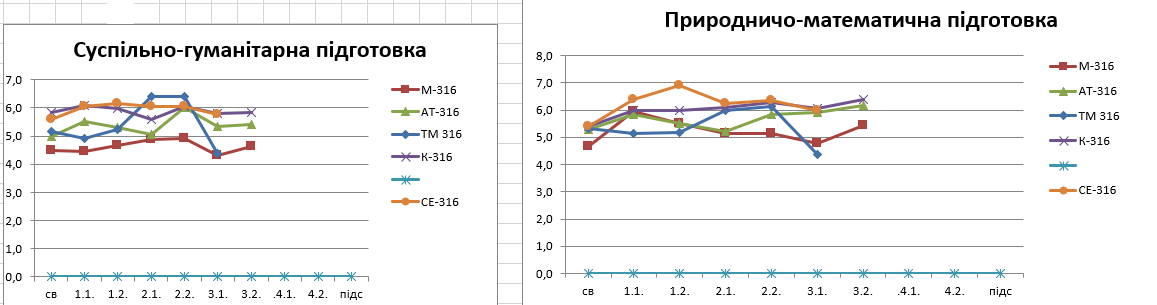 Суспільно-гуманітарна підготовка
7,0
6,0
5,0
4,0
3,0
2,0
1,0
0,0
св 1.1. 1.2. 2.1. 2.2. 3.1. 3.2. .4.1. 4.2. підс
М-316
АТ-316
ТМ 316
К-316
СЕ-316
Природничо-математична підготовка
8,0
7,0
6,0
5,0
4,0
3,0
2,0
1,0
0,0
св 1.1. 1.2. 2.1. 2.2. 3.1. 3.2. .4.1. 4.2. підс
М-316
АТ-316
ТМ 316
К-316
СЕ-316